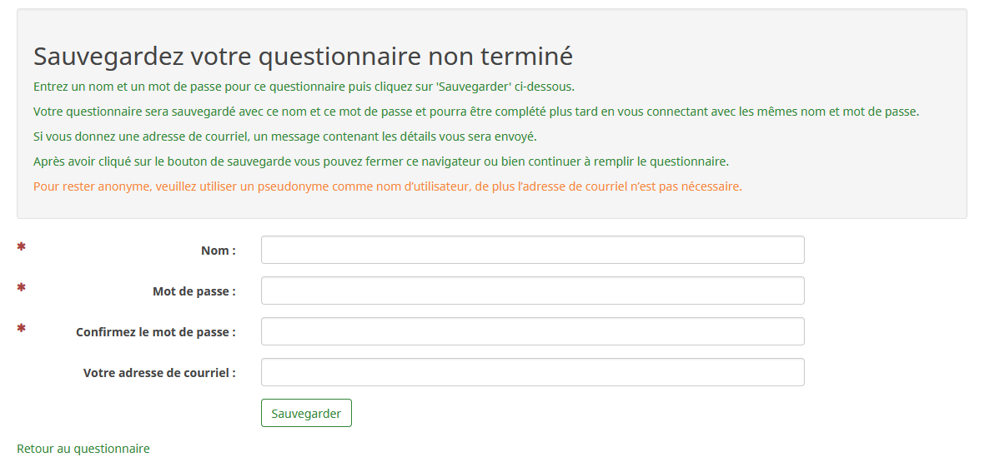 Sauvegardez votre questionnaire non terminé
Entrez un nom et un mot de passe pour ce questionnaire puis cliquez sur 'Sauvegarder' ci-dessous.
Votre questionnaire sera sauvegardé avec ce nom et ce mot de passe et pourra être complété plus tard en vous connectant avec les mêmes nom et mot de passe.
Si vous donnez une adresse de courriel, un message contenant les détails vous sera envoyé.
Après avoir cliqué sur le bouton de sauvegarde vous pouvez fermer ce navigateur ou bien continuer à remplir le questionnaire.
Pour rester anonyme, veuillez utiliser un pseudonyme comme nom d’utilisateur, de plus l’adresse de courriel n’est pas nécessaire.
* Nom :
* Mot de passe :
* Confirmez le mot de passe :
Votre adresse de courriel :
Sauvegarder
Retour au questionnaire